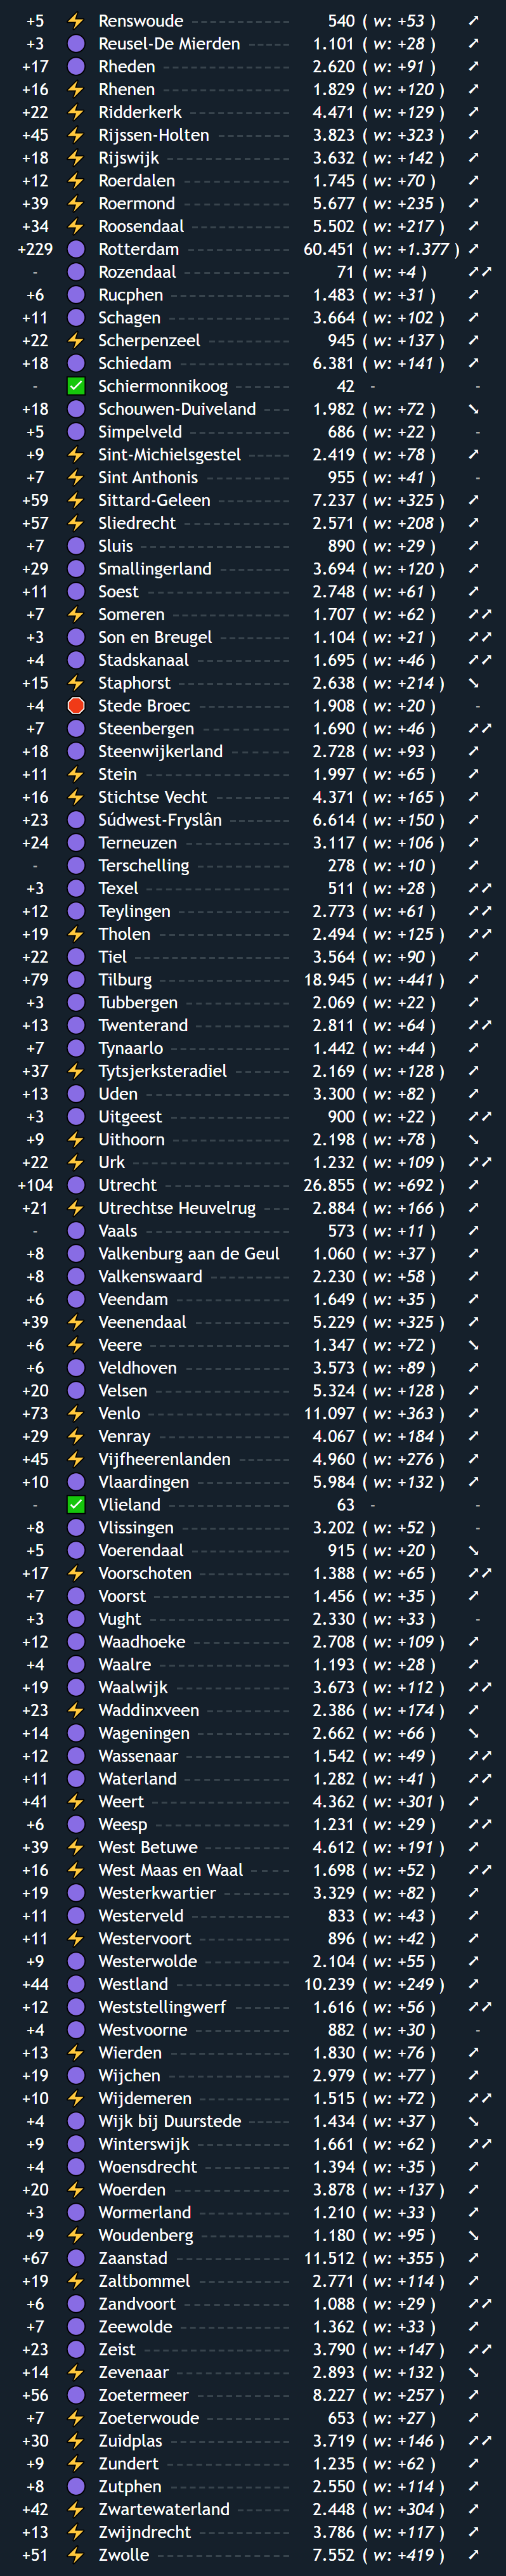 +5 ⚡ Renswoude ------------ 540 ( w: +53 ) ➚
+3 Reusel-De Mierden ------ 1.101 ( w: +28 ) ➚
+17 Rheden 2.620 ( w: +91 ) ➚
+16 ⚡ Rhenen 1.829 ( w: +120 ) ➚
+22 ⚡ Ridderkerk 4.471 ( w: +129 ) ➚
+45 ⚡ Rijssen-Holten 3.823 ( w: +323 ) ➚
+18 ⚡ Rijswijk 3.632 ( w: +142 ) ➚
+12 ⚡ Roerdalen 1.745 ( w: +70 ) ➚
+39 ⚡ Roermond 5.677 ( w: +235 ) ➚
+34 ⚡ Roosendaal 5.502 ( w: +217 ) ➚
+229 Rotterdam 60.451 ( w: +1.377 ) ➚
- Rozendaal 71 ( w: +4 ) ➚➚
+6 Rucphen 1.483 ( w: +31 ) ➚
+11 Schagen 3.664 ( w: +102 ) ➚
+22 ⚡ Scherpenzeel 945 ( w: +137 ) ➚
+18 Schiedam 6.381 ( w: +141 ) ➚
- ✅ Schiermonnikoog 42 - -
+18 Schouwen-Duiveland 1.982 ( w: +72 ) ➘
+5 Simpelveld 686 ( w: +22 ) -
+9 ⚡ Sint-Michielsgestel 2.419 ( w: +78 ) ➚
+7 ⚡ Sint Anthonis 955 ( w: +41 ) -
+59 ⚡ Sittard-Geleen 7.237 ( w: +325 ) ➚
+57 ⚡ Sliedrecht 2.571 ( w: +208 ) ➚
+7 Sluis 890 ( w: +29 ) ➚
+29 Smallingerland 3.694 ( w: +120 ) ➚
+11 Soest 2.748 ( w: +61 ) ➚
+7 ⚡ Someren 1.707 ( w: +62 ) ➚➚
+3 Son en Breugel 1.104 ( w: +21 ) ➚➚
+4 Stadskanaal 1.695 ( w: +46 ) ➚➚
+15 ⚡ Staphorst 2.638 ( w: +214 ) ➘
+4 Stede Broec 1.908 ( w: +20 ) -
+7 Steenbergen 1.690 ( w: +46 ) ➚➚
+18 Steenwijkerland 2.728 ( w: +93 ) ➚
+11 ⚡ Stein 1.997 ( w: +65 ) ➚
+16 ⚡ Stichtse Vecht 4.371 ( w: +165 ) ➚
+23 Súdwest-Fryslân 6.614 ( w: +150 ) ➚
+24 Terneuzen 3.117 ( w: +106 ) ➚
- Terschelling 278 ( w: +10 ) ➚
+3 Texel 511 ( w: +28 ) ➚➚
+12 Teylingen 2.773 ( w: +61 ) ➚➚
+19 ⚡ Tholen 2.494 ( w: +125 ) ➚➚
+22 Tiel 3.564 ( w: +90 ) ➚
+79 Tilburg 18.945 ( w: +441 ) ➚
+3 Tubbergen 2.069 ( w: +22 ) ➚
+13 Twenterand 2.811 ( w: +64 ) ➚➚
+7 Tynaarlo 1.442 ( w: +44 ) ➚
+37 ⚡ Tytsjerksteradiel 2.169 ( w: +128 ) ➚
+13 Uden 3.300 ( w: +82 ) ➚
+3 Uitgeest 900 ( w: +22 ) ➚➚
+9 ⚡ Uithoorn 2.198 ( w: +78 ) ➘
+22 ⚡ Urk 1.232 ( w: +109 ) ➚➚
+104 Utrecht 26.855 ( w: +692 ) ➚
+21 ⚡ Utrechtse Heuvelrug 2.884 ( w: +166 ) ➚
- Vaals 573 ( w: +11 ) ➚
+8 Valkenburg aan de Geul 1.060 ( w: +37 ) ➚
+8 Valkenswaard 2.230 ( w: +58 ) ➚
+6 Veendam 1.649 ( w: +35 ) ➚
+39 ⚡ Veenendaal 5.229 ( w: +325 ) ➚
+6 ⚡ Veere 1.347 ( w: +72 ) ➘
+6 Veldhoven 3.573 ( w: +89 ) ➚
+20 Velsen 5.324 ( w: +128 ) ➚
+73 ⚡ Venlo 11.097 ( w: +363 ) ➚
+29 ⚡ Venray 4.067 ( w: +184 ) ➚
+45 ⚡ Vijfheerenlanden 4.960 ( w: +276 ) ➚
+10 Vlaardingen 5.984 ( w: +132 ) ➚
- ✅ Vlieland 63 - -
+8 Vlissingen 3.202 ( w: +52 ) -
+5 Voerendaal 915 ( w: +20 ) ➘
+17 ⚡ Voorschoten 1.388 ( w: +65 ) ➚➚
+7 Voorst 1.456 ( w: +35 ) ➚
+3 Vught 2.330 ( w: +33 ) -
+12 Waadhoeke 2.708 ( w: +109 ) ➚
+4 Waalre 1.193 ( w: +28 ) ➚
+19 Waalwijk 3.673 ( w: +112 ) ➚➚
+23 ⚡ Waddinxveen 2.386 ( w: +174 ) ➚
+14 Wageningen 2.662 ( w: +66 ) ➘
+12 Wassenaar 1.542 ( w: +49 ) ➚➚
+11 Waterland 1.282 ( w: +41 ) ➚➚
+41 ⚡ Weert 4.362 ( w: +301 ) ➚
+6 Weesp 1.231 ( w: +29 ) ➚➚
+39 ⚡ West Betuwe 4.612 ( w: +191 ) ➚
+16 ⚡ West Maas en Waal 1.698 ( w: +52 ) ➚➚
+19 Westerkwartier 3.329 ( w: +82 ) ➚
+11 Westerveld 833 ( w: +43 ) ➚
+11 ⚡ Westervoort 896 ( w: +42 ) ➚
+9 Westerwolde 2.104 ( w: +55 ) ➚
+44 Westland 10.239 ( w: +249 ) ➚
+12 Weststellingwerf 1.616 ( w: +56 ) ➚➚
+4 Westvoorne 882 ( w: +30 ) -
+13 ⚡ Wierden 1.830 ( w: +76 ) ➚
+19 Wijchen 2.979 ( w: +77 ) ➚
+10 ⚡ Wijdemeren 1.515 ( w: +72 ) ➚➚
+4 Wijk bij Duurstede 1.434 ( w: +37 ) ➘
+9 Winterswijk 1.661 ( w: +62 ) ➚➚
+4 Woensdrecht 1.394 ( w: +35 ) ➚
+20 ⚡ Woerden 3.878 ( w: +137 ) ➚
+3 Wormerland 1.210 ( w: +33 ) ➚
+9 ⚡ Woudenberg 1.180 ( w: +95 ) ➘
+67 Zaanstad 11.512 ( w: +355 ) ➚
+19 ⚡ Zaltbommel 2.771 ( w: +114 ) ➚
+6 Zandvoort 1.088 ( w: +29 ) ➚➚
+7 Zeewolde 1.362 ( w: +33 ) ➚
+23 Zeist 3.790 ( w: +147 ) ➚➚
+14 ⚡ Zevenaar 2.893 ( w: +132 ) ➘
+56 Zoetermeer 8.227 ( w: +257 ) ➚
+7 ⚡ Zoeterwoude 653 ( w: +27 ) ➚
+30 ⚡ Zuidplas 3.719 ( w: +146 ) ➚➚
+9 ⚡ Zundert 1.235 ( w: +62 ) ➚
+8 Zutphen 2.550 ( w: +114 ) ➚
+42 ⚡ Zwartewaterland 2.448 ( w: +304 ) ➚
+13 ⚡ Zwijndrecht 3.786 ( w: +117 ) ➚
+51 ⚡ Zwolle 7.552 ( w: +419 ) ➚